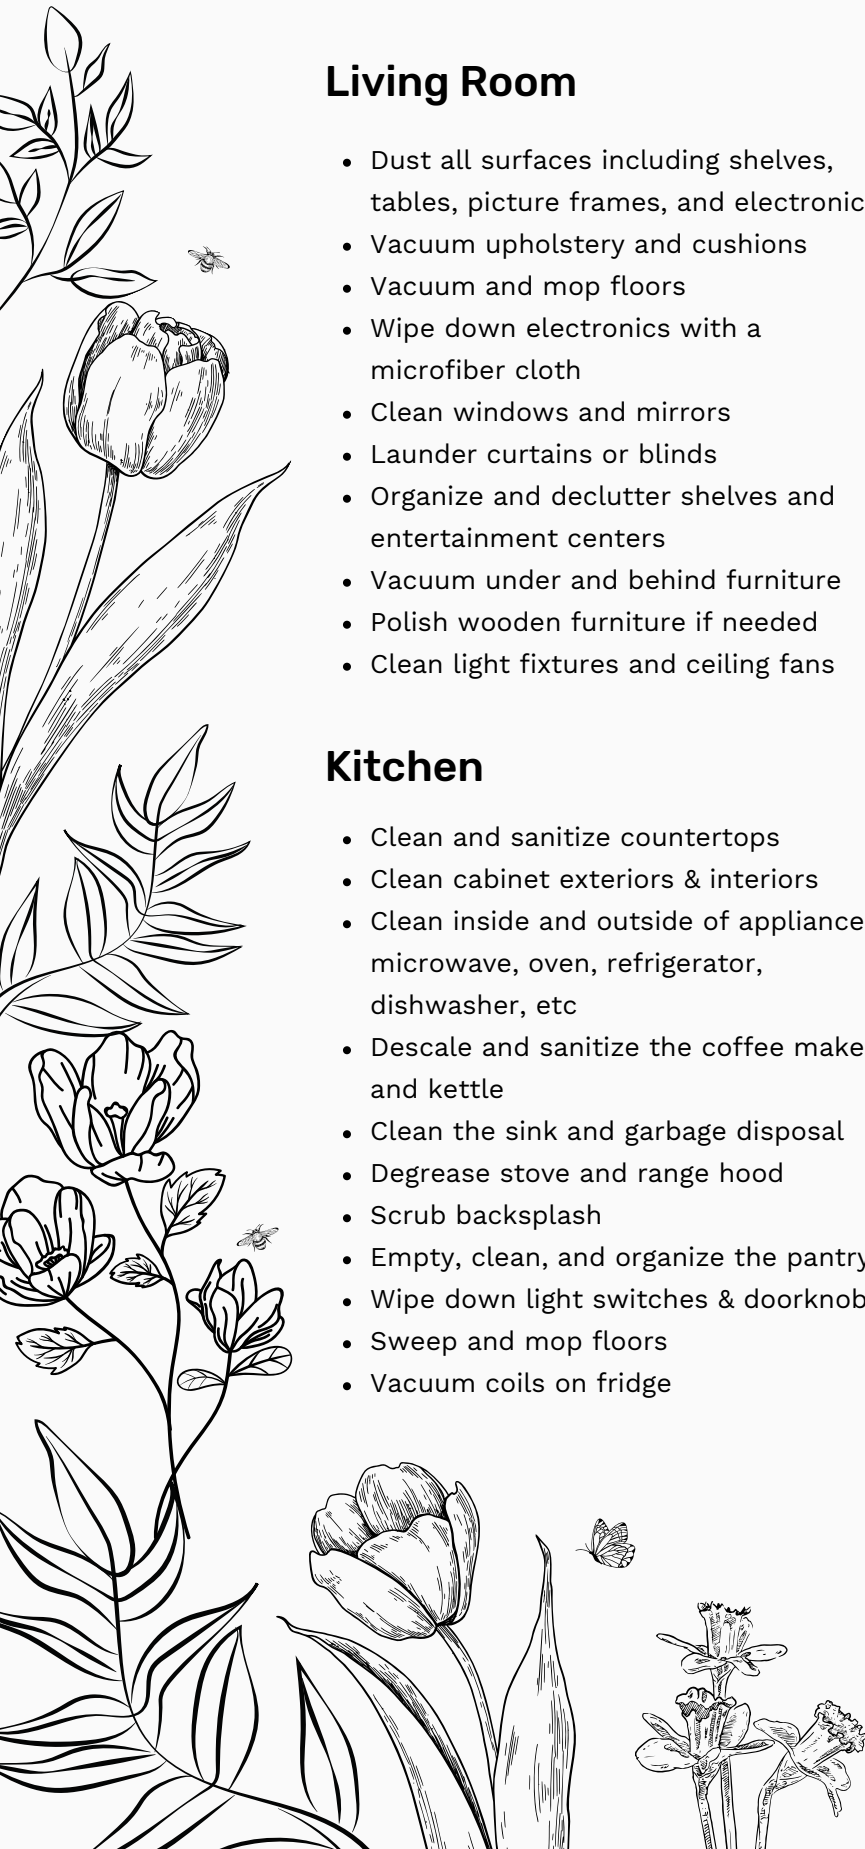 Living Room
• Dust all surfaces including shelves,
tables, picture frames, and electronic
• Vacuum upholstery and cushions
• Vacuum and mop floors
• Wipe down electronics with a
microfiber cloth
• Clean windows and mirrors
• Launder curtains or blinds
• Organize and declutter shelves and
entertainment centers
• Vacuum under and behind furniture
• Polish wooden furniture if needed
• Clean light fixtures and ceiling fans
Kitchen
• Clean and sanitize countertops
• Clean cabinet exteriors & interiors
• Clean inside and outside of appliance
microwave, oven, refrigerator,
dishwasher, etc
• Descale and sanitize the coffee make
and kettle
• Clean the sink and garbage disposal
• Degrease stove and range hood
• Scrub backsplash
• Empty, clean, and organize the pantry
• Wipe down light switches & doorknob
• Sweep and mop floors
• Vacuum coils on fridge